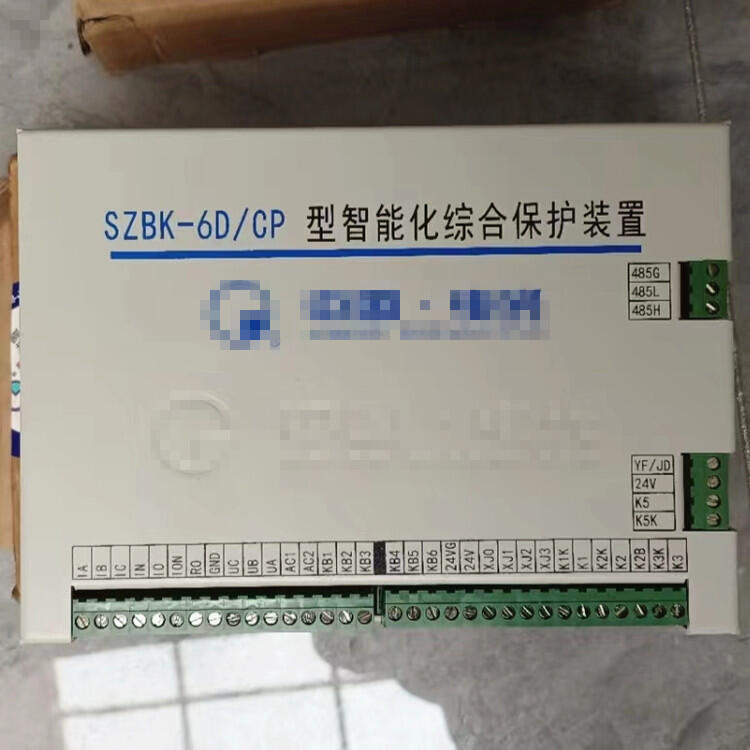 SZBK-6D/CP 型智能化综合保护装置
485G
485L
485H
YF/JD
24V
K5
K5K
IA IB IC IN IO ION RO GND UC UB UA AC1 AC2 KB1 KB2 KB3 KB4 KB5 KB6 24VG 24V XJ0 XJ1 XJ2 XJ3 K1K K1 K2K K2 K2B K3K K3